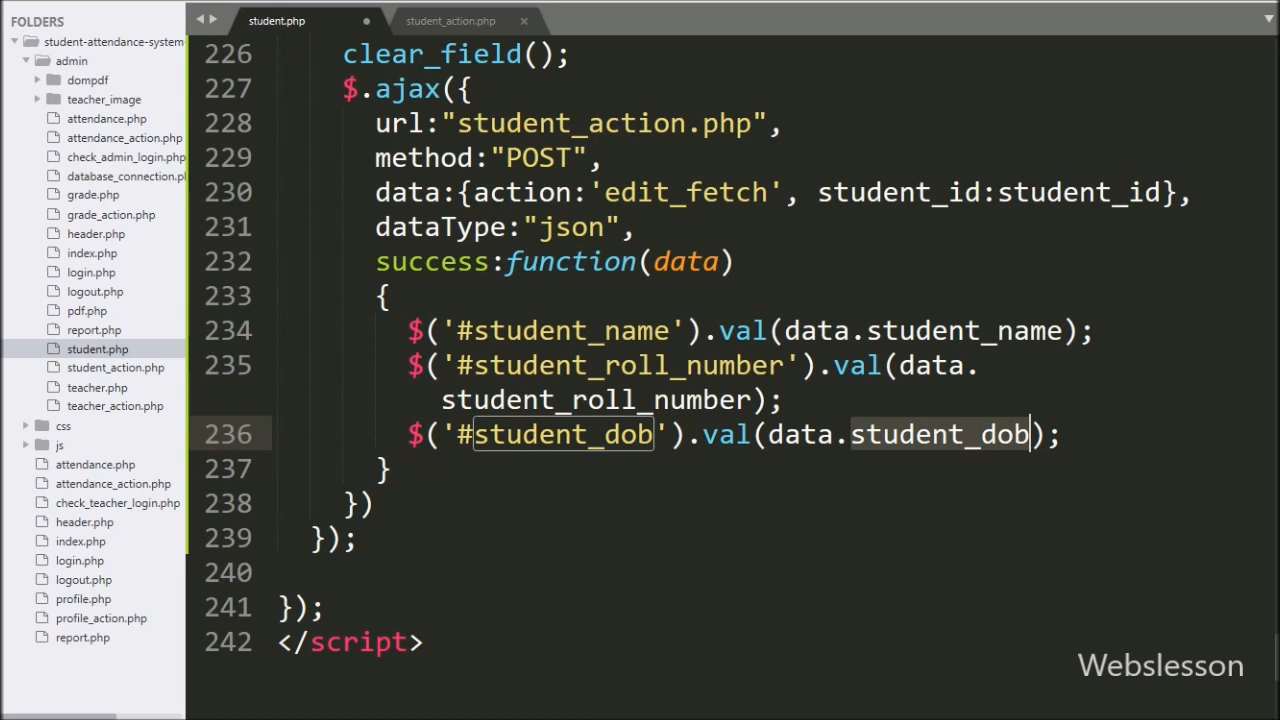 FOLDERS
student-attendance-system
admin
dompdf
teacher_image
attendance.php
attendance_action.php
check_admin_login.php
database_connection.pl
grade.php
grade_action.php
header.php
index.php
login.php
logout.php
pdf.php
report.php
student.php
student_action.php
teacher.php
teacher_action.php
css
js
attendance.php
attendance_action.php
check_teacher_login.php
header.php
index.php
login.php
logout.php
profile.php
profile_action.php
report.php
student.php
student_action.php
226 clear_field();
227 $.ajax({
228 url:"student_action.php",
229 method:"POST",
230 data:{action:'edit_fetch', student_id:student_id},
231 dataType:"json",
232 success:function(data)
233 {
234 $('#student_name').val(data.student_name);
235 $('#student_roll_number').val(data.
student_roll_number);
236 $('#student_dob').val(data.student_dob);
237 }
238 })
239 });
240
241 });
242 </script>
Webslesson